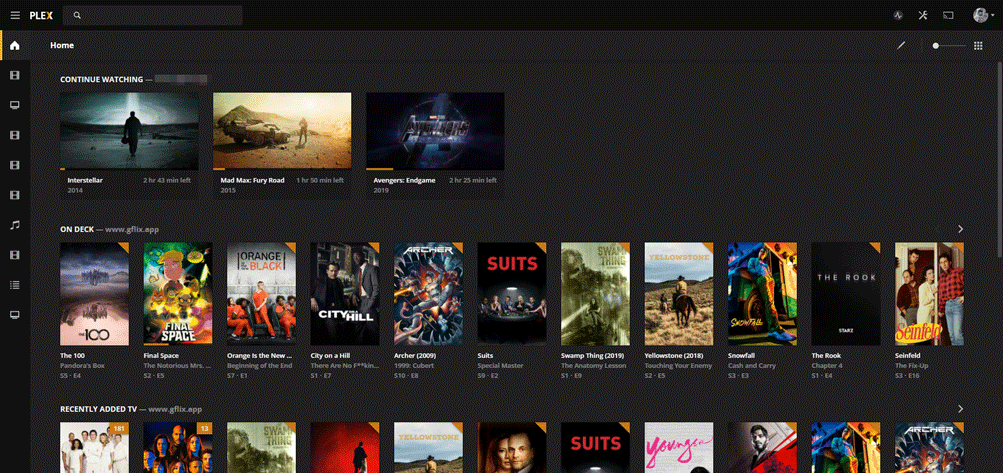 PLEX
Home
CONTINUE WATCHING —
AVENGERS
Interstellar 2 hr 43 min left
2014
Mad Max: Fury Road 1 hr 50 min left
2015
Avengers: Endgame 2 hr 25 min left
2019
ON DECK — www.gflix.app
THE 100
FINAL SPACE
ORANGE IS THE NEW BLACK
CITY ON A HILL
ARCHER
SUITS
SWAMP THING
YELLOWSTONE
SNOWFALL
THE ROOK
STARZ
Seinfeld
The 100
Pandora's Box
S5 · E4
Final Space
The Notorious Mrs. ...
S2 · E5
Orange Is the New ...
Beginning of the End
S7 · E1
City on a Hill
There Are No F**kin...
S1 · E7
Archer (2009)
1999: Cubert
S10 · E8
Suits
Special Master
S9 · E2
Swamp Thing (2019)
The Anatomy Lesson
S1 · E9
Yellowstone (2018)
Touching Your Enemy
S2 · E5
Snowfall
Cash and Carry
S3 · E3
The Rook
Chapter 4
S1 · E4
Seinfeld
The Fix-Up
S3 · E16
RECENTLY ADDED TV — www.gflix.app
181
13
SWAMP THING
YELLOWSTONE
SUITS
younger
ARCHER